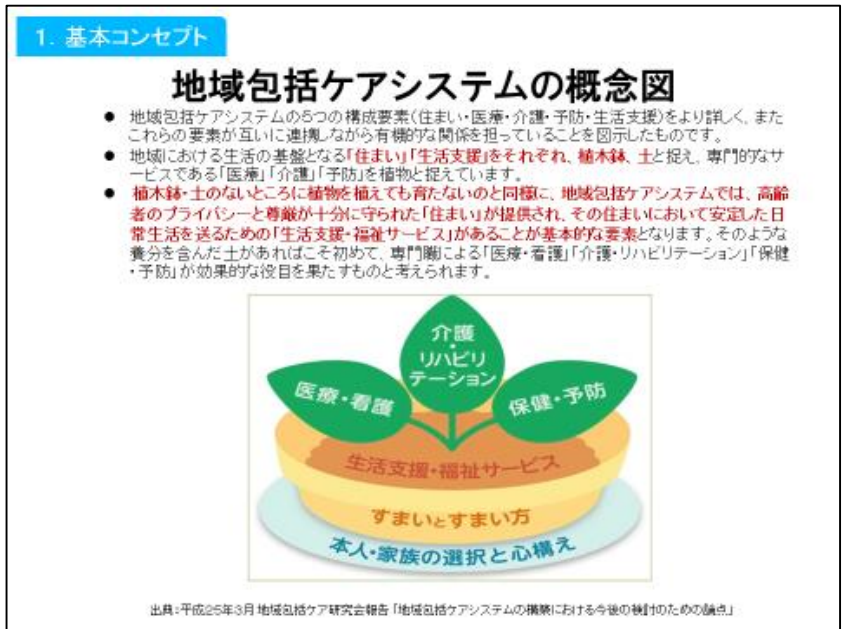 1. 基本コンセプト
地域包括ケアシステムの概念図
● 地域包括ケアシステムの5つの構成要素(住まい・医療・介護・予防・生活支援)をより詳しく、また
これらの要素が互いに連携しながら有機的な関係を担っていることを図示したものです。
● 地域における生活の基盤となる「住まい」「生活支援」をそれぞれ、植木鉢、土と捉え、専門的なサ
ービスである「医療」「介護」「予防」を植物と捉えています。
● 植木鉢・土のないところに植物を植えても育たないのと同様に、地域包括ケアシステムでは、高齢
者のプライバシーと尊厳が十分に守られた「住まい」が提供され、その住まいにおいて安定した日
常生活を送るための「生活支援・福祉サービス」があることが基本的な要素となります。そのような
養分を含んだ土があればこそ初めて、専門職による「医療・看護」「介護・リハビリテーション」「保健
・予防」が効果的な役目を果たすものと考えられます。
介護
・
リハビリ
テーション
医療・看護
保健・予防
生活支援・福祉サービス
すまいとすまい方
本人・家族の選択と心構え
出典:平成25年3月 地域包括ケア研究会報告「地域包括ケアシステムの構築における今後の検討のための論点」